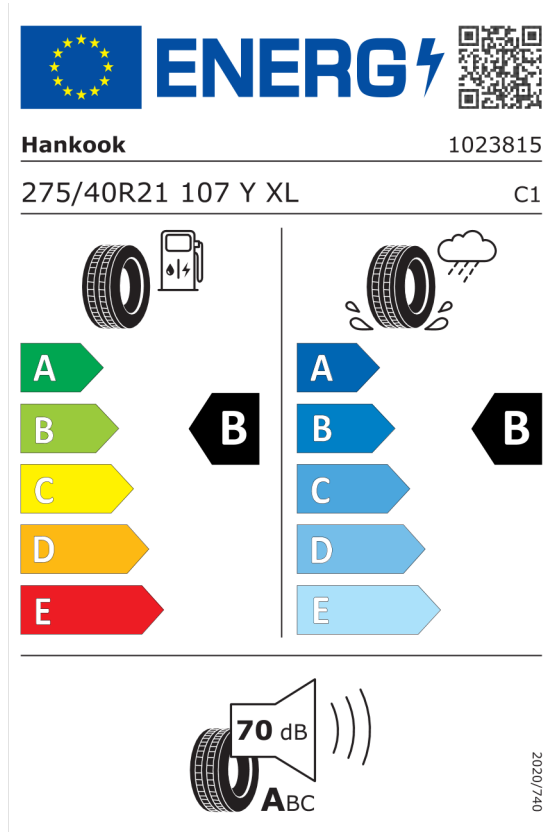 ENERG
Hankook 1023815
275/40R21 107 Y XL C1
A A
B B B B
C C
D D
E E
70 dB
ABC
2020/740